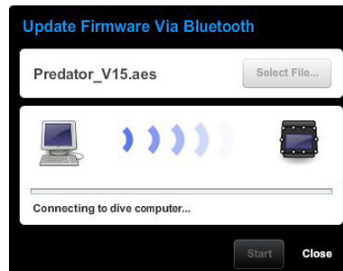 Update Firmware Via Bluetooth
Predator_V15.aes
Select File...
Connecting to dive computer...
Start
Close